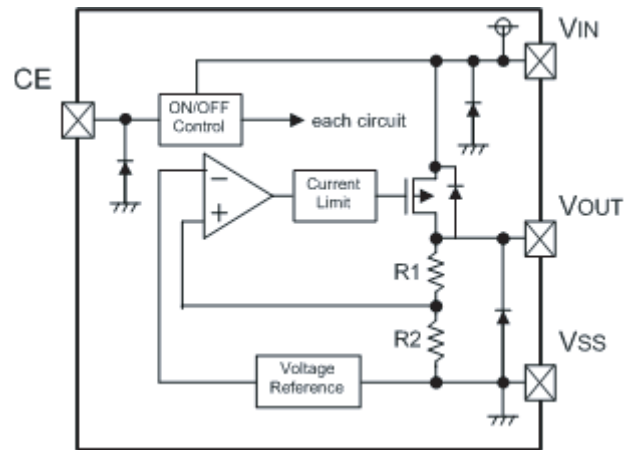 VIN
CE
ON/OFF
Control
each circuit
−
+
Current
Limit
VOUT
R1
R2
VSS
Voltage
Reference